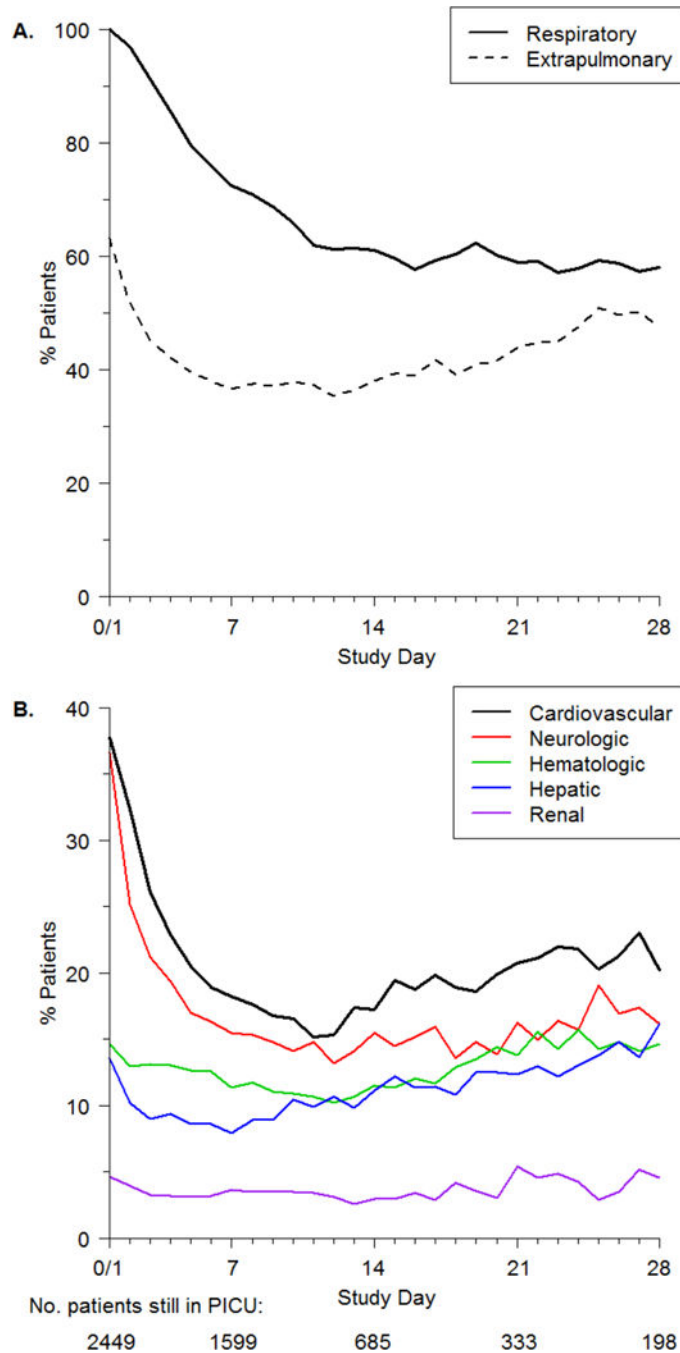 A.
Respiratory
Extrapulmonary
100
80
60
40
20
0
% Patients
0/1 7 14 21 28
Study Day
B.
Cardiovascular
Neurologic
Hematologic
Hepatic
Renal
40
30
20
10
0
% Patients
0/1 7 14 21 28
Study Day
No. patients still in PICU:
2449 1599 685 333 198